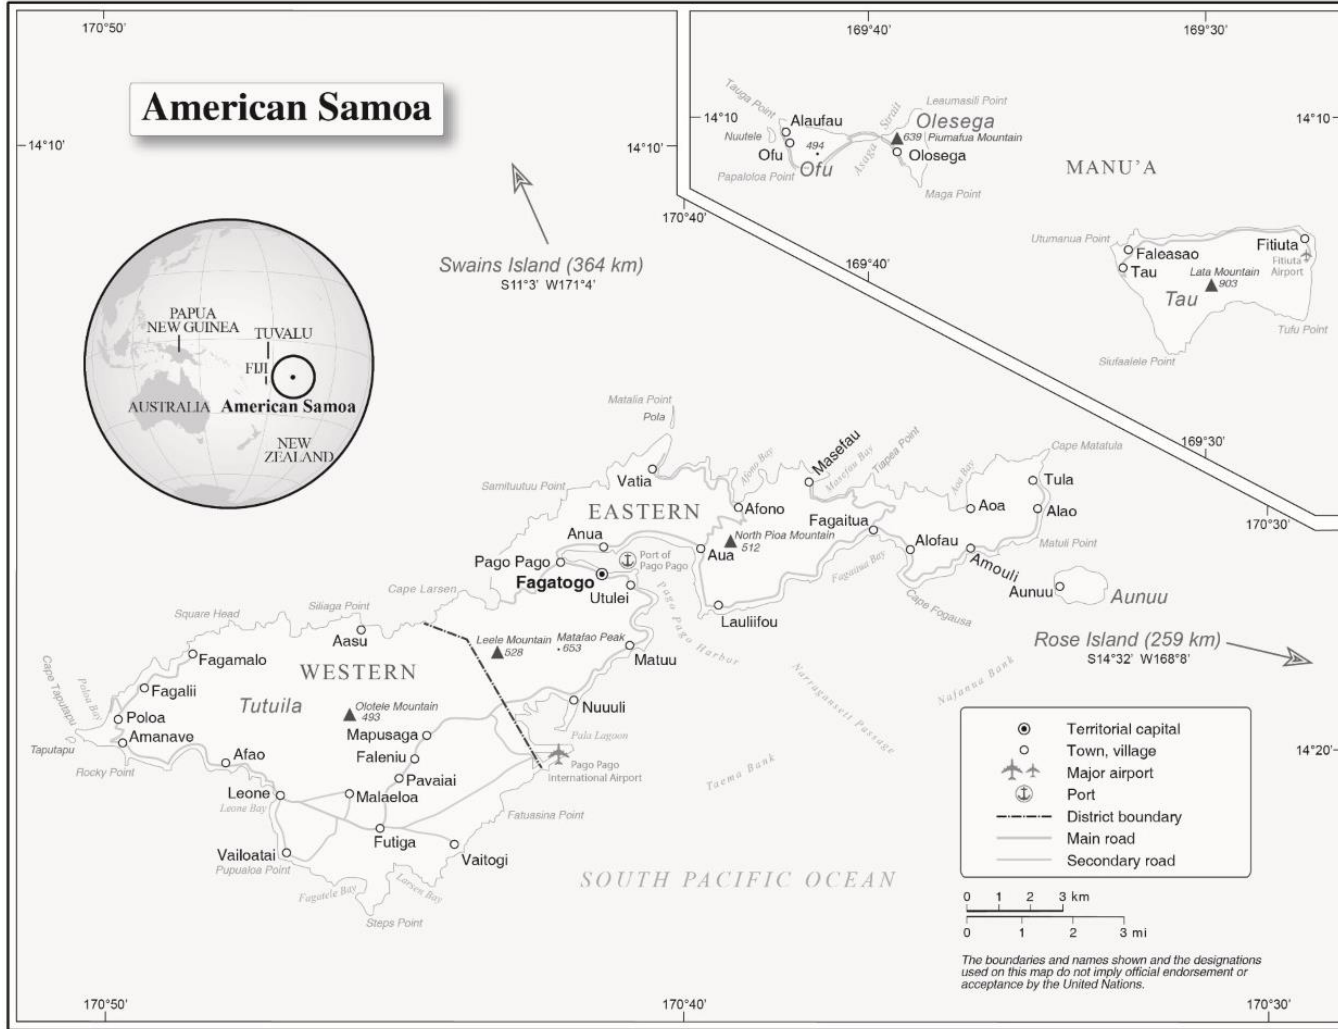 170°50'
169°40'
169°30'
American Samoa
14°10'
14°10'
14°10'
14°10'
Tauga Point
Alaufau
Nuutele
Ofu
494
Ofu
Papaloloa Point
Asaga Strait
Leaumasili Point
Olesega
639 Piumafua Mountain
Olosega
Maga Point
MANU'A
170°40'
169°40'
Utumanua Point
Faleasao
Tau
Fitiuta
Fitiuta
Airport
Lata Mountain
903
Tau
Tufu Point
Siufaalele Point
169°30'
170°30'
Swains Island (364 km)
S11°3' W171°4'
PAPUA
NEW GUINEA
TUVALU
FIJI
AUSTRALIA
American Samoa
NEW
ZEALAND
Matalia Point
Pola
Vatia
Samituutuu Point
EASTERN
Afono Bay
Afono
Masefau
Masefau Bay
Tiapea Point
Aoa Bay
Cape Matatula
Tula
Aoa
Alao
Matuli Point
Anua
Pago Pago
Port of
Pago Pago
Fagatogo
Utulei
Aua
North Pioa Mountain
512
Fagaitua
Fagaitua Bay
Alofau
Amouli
Aunuu
Aunuu
Cape Fogausa
Lauliifou
Pago Pago Harbor
Cape Larsen
Siliaga Point
Square Head
Aasu
Leele Mountain
528
Matafao Peak
653
Matuu
Rose Island (259 km)
S14°32' W168°8'
Fagamalo
WESTERN
Cape Taputapu
Poloa Bay
Fagalii
Tutuila
Olotele Mountain
493
Nuuuli
Narragansett Passage
Nafanua Bank
Poloa
Amanave
Taputapu
Rocky Point
Afao
Mapusaga
Pala Lagoon
Faleniu
Pago Pago
International Airport
Taema Bank
Pavaiai
Leone
Leone Bay
Malaeloa
Fatuasina Point
Futiga
Vaitogi
Vailoatai
Pupualoa Point
Fagatele Bay
Larsen Bay
Steps Point
SOUTH PACIFIC OCEAN
14°20'
Territorial capital
Town, village
Major airport
Port
District boundary
Main road
Secondary road
0 1 2 3 km
0 1 2 3 mi
The boundaries and names shown and the designations
used on this map do not imply official endorsement or
acceptance by the United Nations.
170°50'
170°40'
170°30'